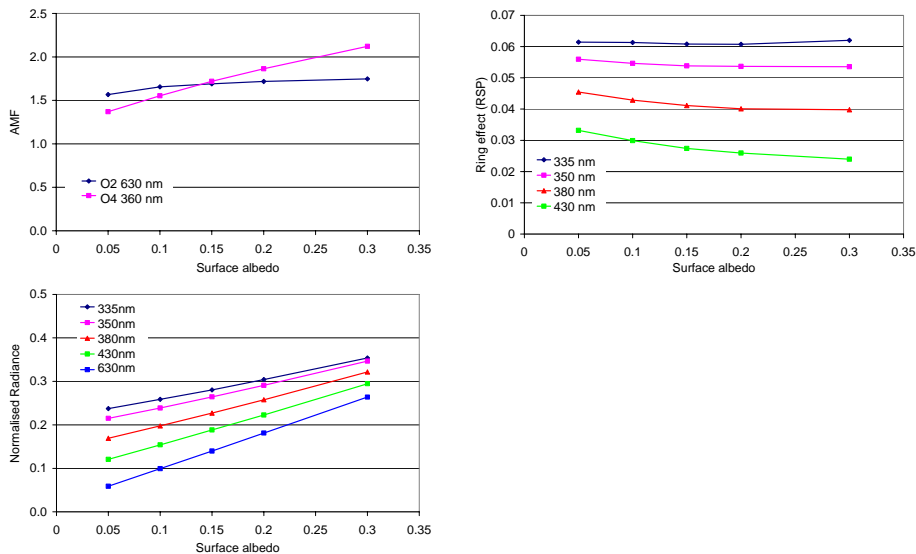 2.5
2.0
1.5
1.0
0.5
0.0
AMF
O2 630 nm
O4 360 nm
0 0.05 0.1 0.15 0.2 0.25 0.3 0.35
Surface albedo
0.07
0.06
0.05
0.04
0.03
0.02
0.01
0
Ring effect (RSP)
335 nm
350 nm
380 nm
430 nm
0 0.05 0.1 0.15 0.2 0.25 0.3 0.35
Surface albedo
0.5
0.4
0.3
0.2
0.1
0.0
Normalised Radiance
335nm
350nm
380nm
430nm
630nm
0 0.05 0.1 0.15 0.2 0.25 0.3 0.35
Surface albedo